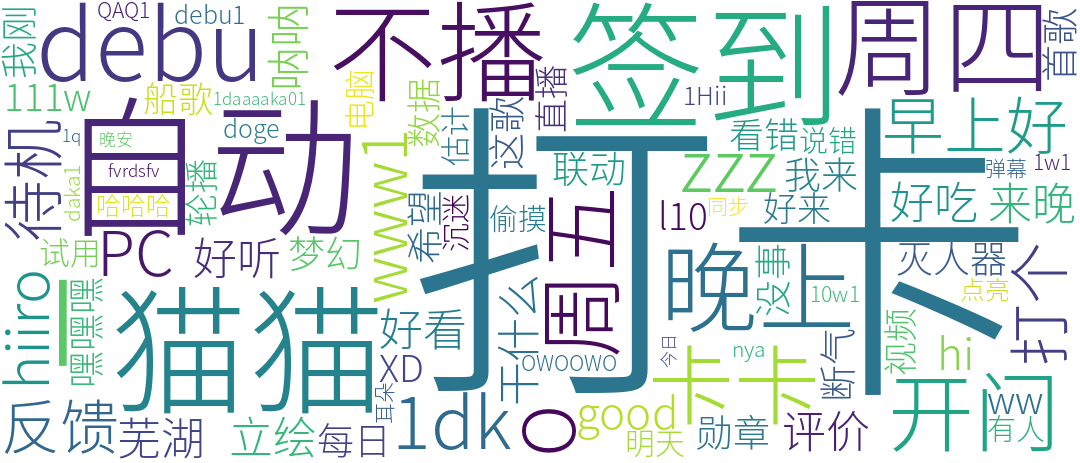 QAQ1
debu1
我刚
debu
呐呐
不播
签到
周四
首歌
111w
船歌
1daaaaka01
电脑
数据
直播
1Hii
早上好
待机
1q
晚安
自动
doge
wwww1
估计
这歌
看错
说错
弹幕
1w1
fvrdsfv
daka1
哈哈哈
轮播
打卡
联动
zzz
我来
好吃
来晚
l10
同步
好来
试用
PC
好听
梦幻
希望
沉迷
偷摸
周五
晚上
没事
灭人器
打个
点亮
10w1
hiiro
l
嘿嘿嘿
猫猫
好看
干什么
XD
owoowo
卡卡
nya
今日
断气
视频
hi
开闷
ww
有人
反馈
芜湖
立绘
每日
耳朵
1dk
o
good
明天
勋章
评价